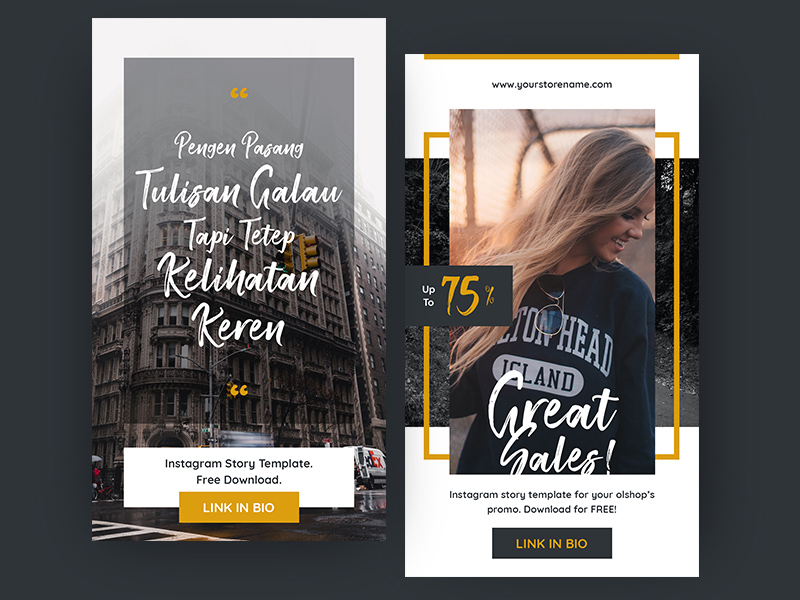 Pengen Pasang
Tulisan Galau
Tapi Tetep
Kelihatan
Keren
Instagram Story Template.
Free Download.
LINK IN BIO
www.yourstorename.com
Up
To
75%
HEAD
ISLAND
Great
Sales!
Instagram story template for your olshop's
promo. Download for FREE!
LINK IN BIO